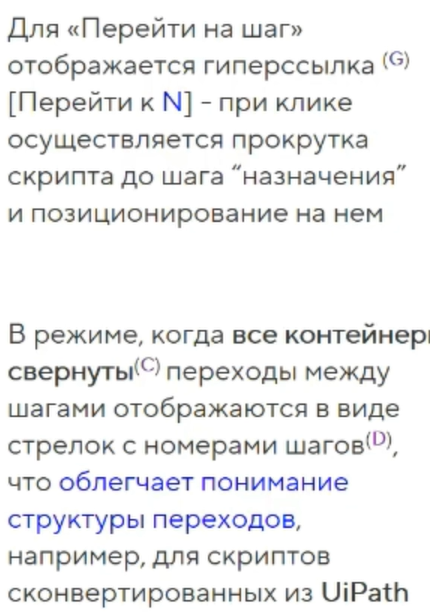 Для «Перейти на шаг»
отображается гиперссылка (G)
[Перейти к N] – при клике
осуществляется прокрутка
скрипта до шага “назначения”
и позиционирование на нем
В режиме, когда все контейнеры
свернуты(C) переходы между
шагами отображаются в виде
стрелок с номерами шагов(D),
что облегчает понимание
структуры переходов,
например, для скриптов
сконвертированных из UiPath